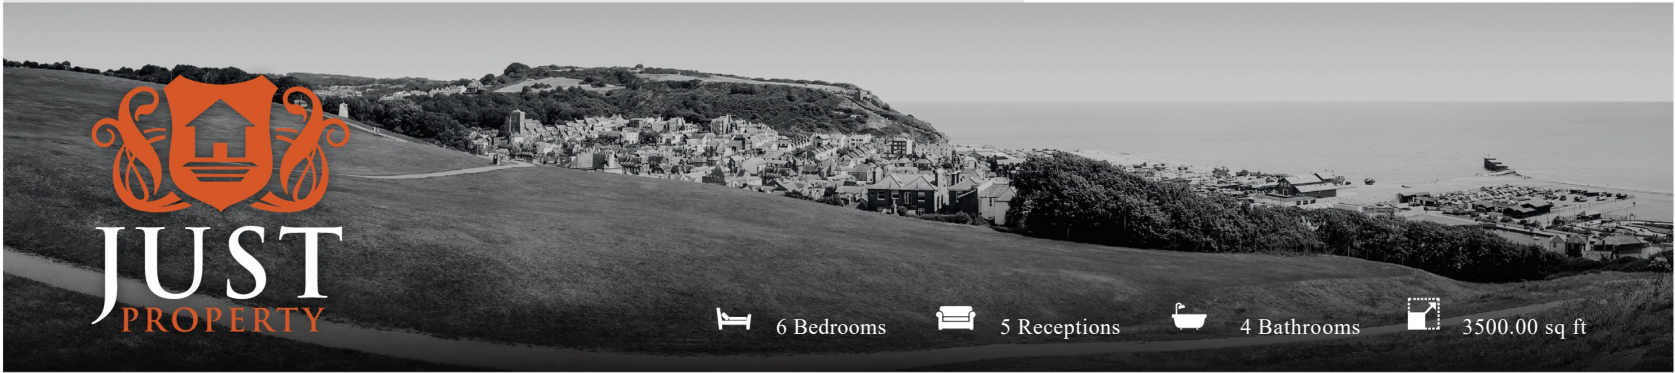 JUST
PROPERTY
6 Bedrooms
5 Receptions
4 Bathrooms
3500.00 sq ft